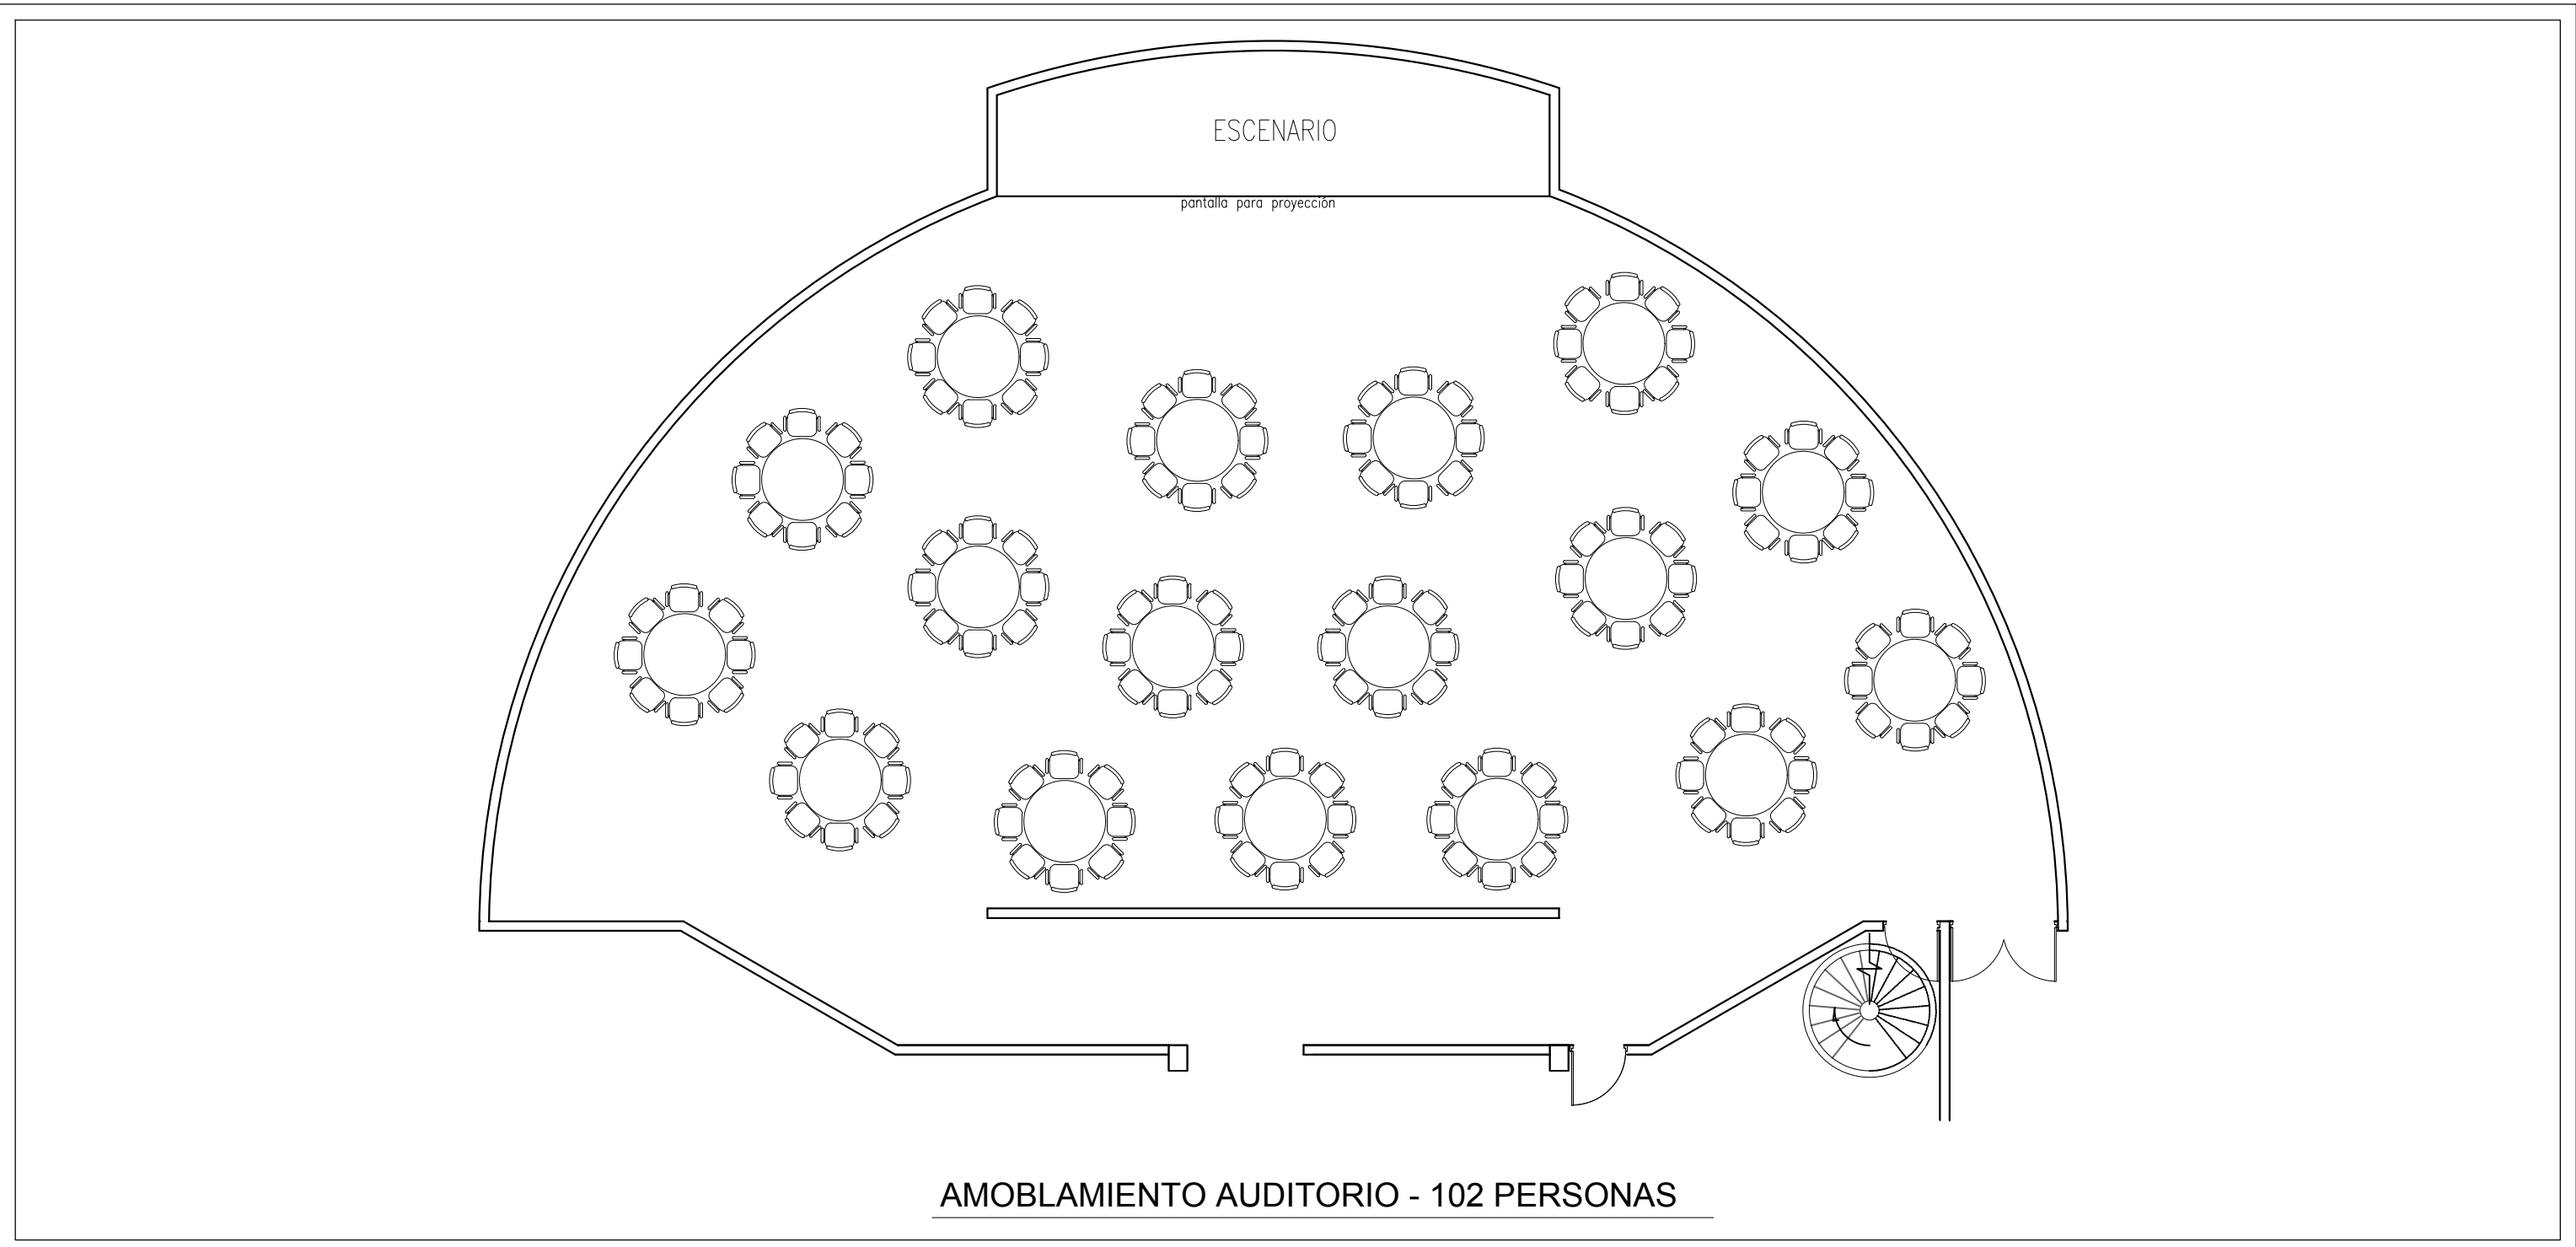 ESCENARIO
pantalla para proyección
AMOBLAMIENTO AUDITORIO - 102 PERSONAS